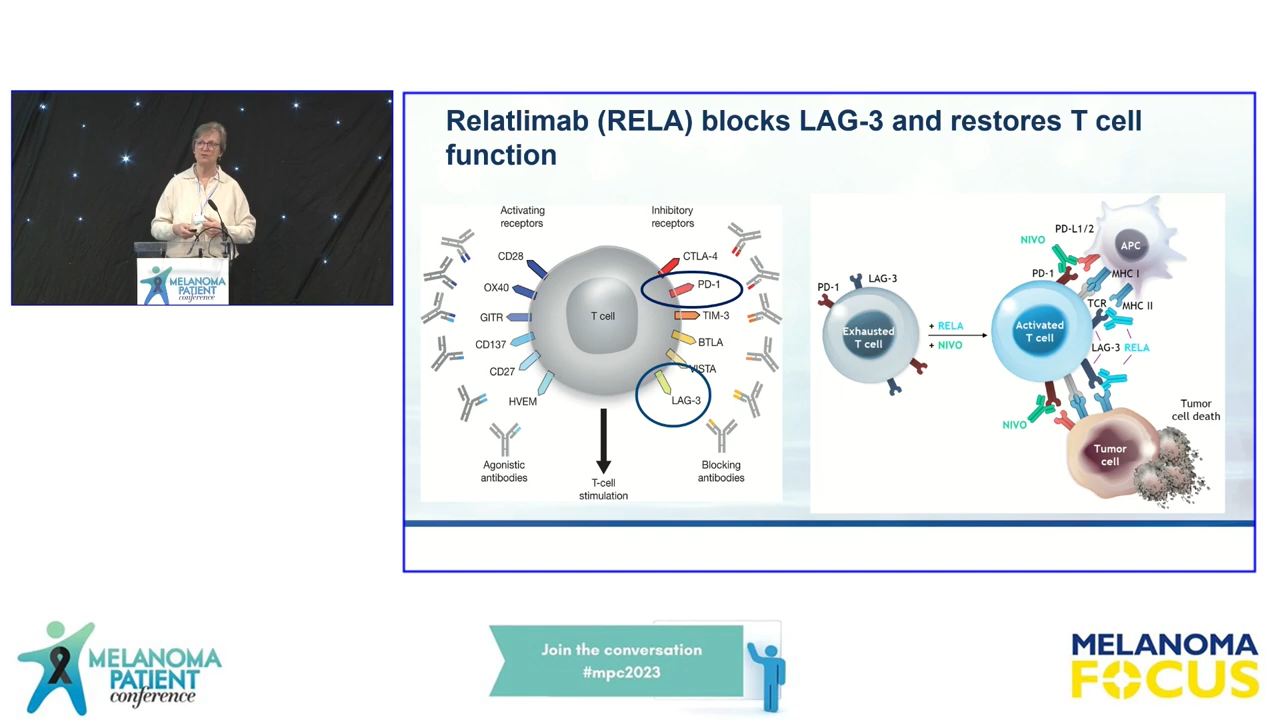 MELANOMA
PATIENT
conference
Relatlimab (RELA) blocks LAG-3 and restores T cell
function
Activating
receptors
Inhibitory
receptors
CD28
OX40
GITR
CD137
CD27
HVEM
T cell
CTLA-4
PD-1
TIM-3
BTLA
VISTA
LAG-3
Agonistic
antibodies
T-cell
stimulation
Blocking
antibodies
PD-1
LAG-3
Exhausted
T cell
+ RELA
+ NIVO
NIVO
PD-L1/2
APC
PD-1
MHC I
TCR
MHC II
Activated
T cell
LAG-3
RELA
NIVO
Tumor
cell
Tumor
cell death
MELANOMA
PATIENT
conference
Join the conversation
#mpc2023
MELANOMA
FOCUS